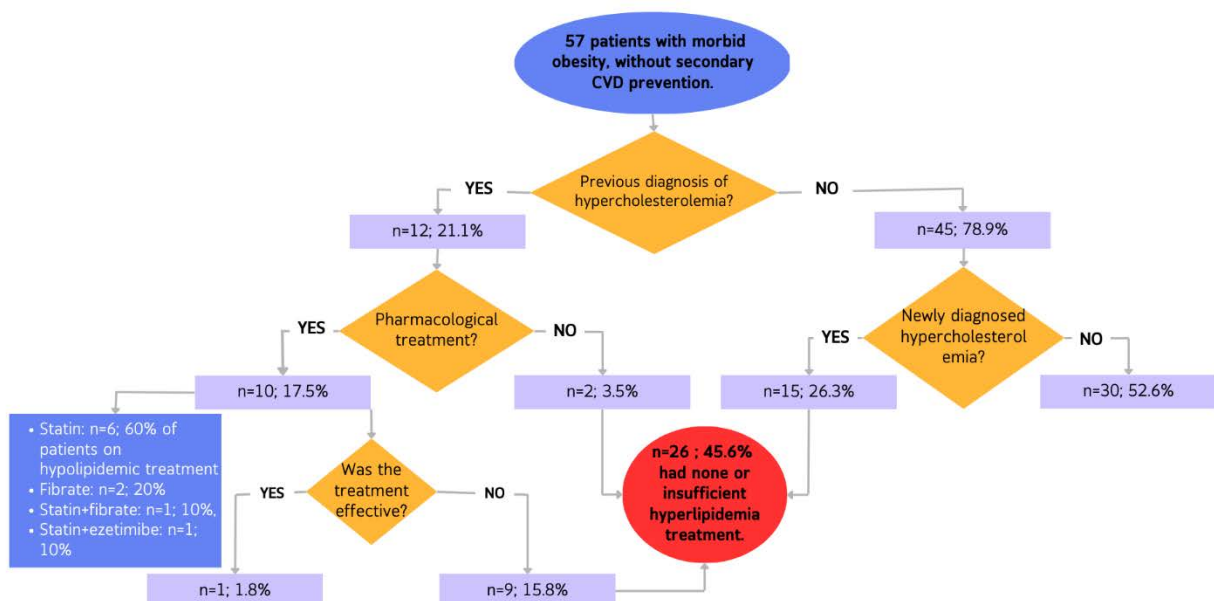 57 patients with morbid
obesity, without secondary
CVD prevention.
Previous diagnosis of
hypercholesterolemia?
YES
NO
n=12; 21.1%
n=45; 78.9%
Pharmacological
treatment?
YES
NO
Newly diagnosed
hypercholesterol
emia?
YES
NO
n=10; 17.5%
n=2; 3.5%
n=15; 26.3%
n=30; 52.6%
• Statin: n=6; 60% of
patients on
hypolipidemic treatment
• Fibrate: n=2; 20%
• Statin+fibrate: n=1; 10%,
• Statin+ezetimibe: n=1;
10%
Was the
treatment
effective?
YES
NO
n=26 ; 45.6%
had none or
insufficient
hyperlipidemia
treatment.
n=1; 1.8%
n=9; 15.8%